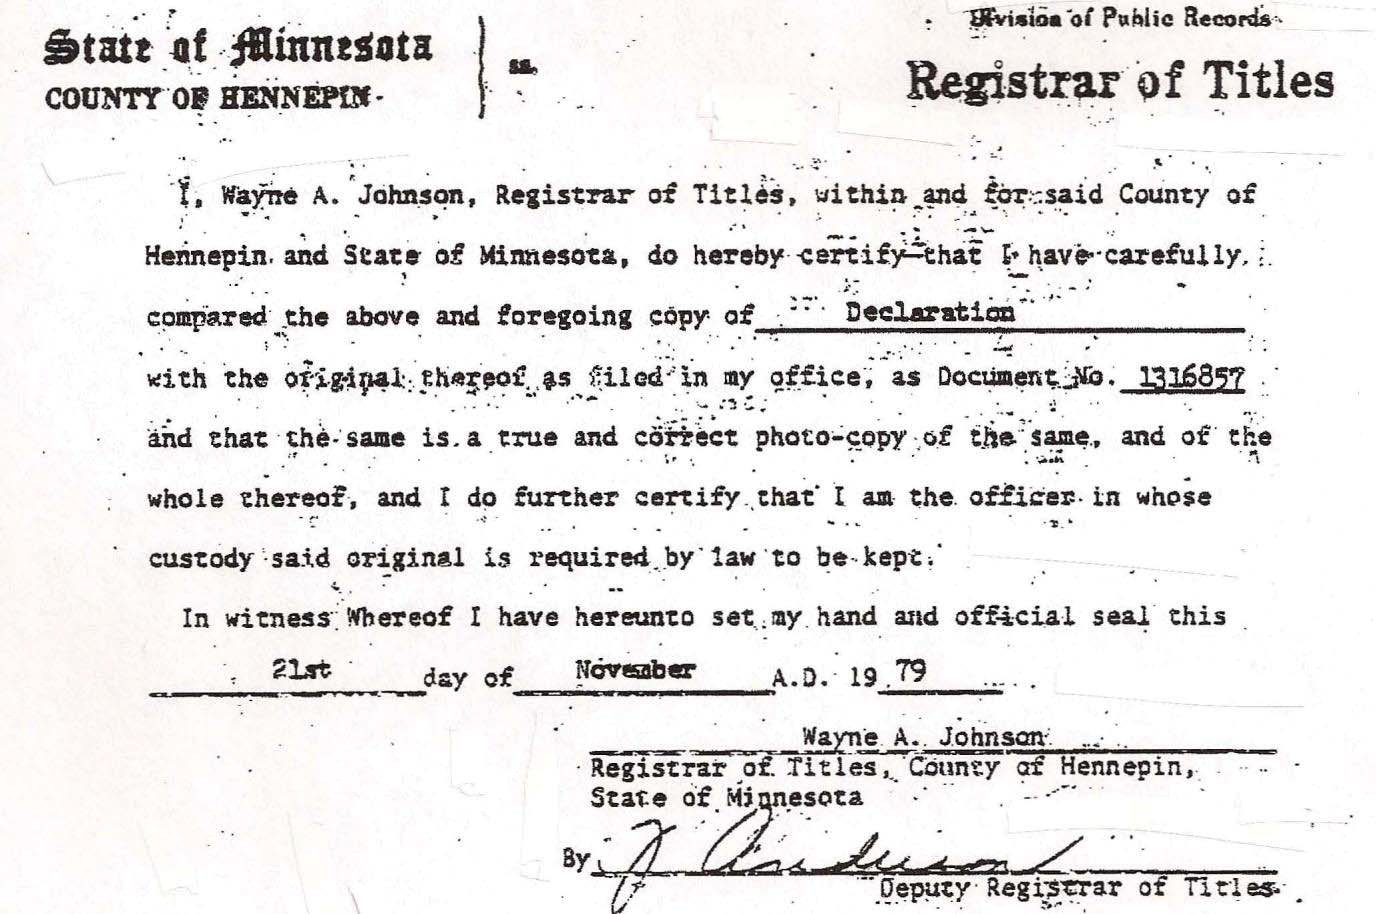 Division of Public Records
State of Minnesota
COUNTY OF HENNEPIN
ss.
Registrar of Titles
I, Wayne A. Johnson, Registrar of Titles, within and for said County of
Hennepin and State of Minnesota, do hereby certify that I have carefully
compared the above and foregoing copy of Declaration
with the original thereof as filed in my office, as Document No. 1316857
and that the same is a true and correct photo-copy of the same, and of the
whole thereof, and I do further certify that I am the officer in whose
custody said original is required by law to be kept.
In witness Whereof I have hereunto set my hand and official seal this
21st day of November A.D. 19 79
Wayne A. Johnson
Registrar of Titles, County of Hennepin,
State of Minnesota
By J Anderson
Deputy Registrar of Titles